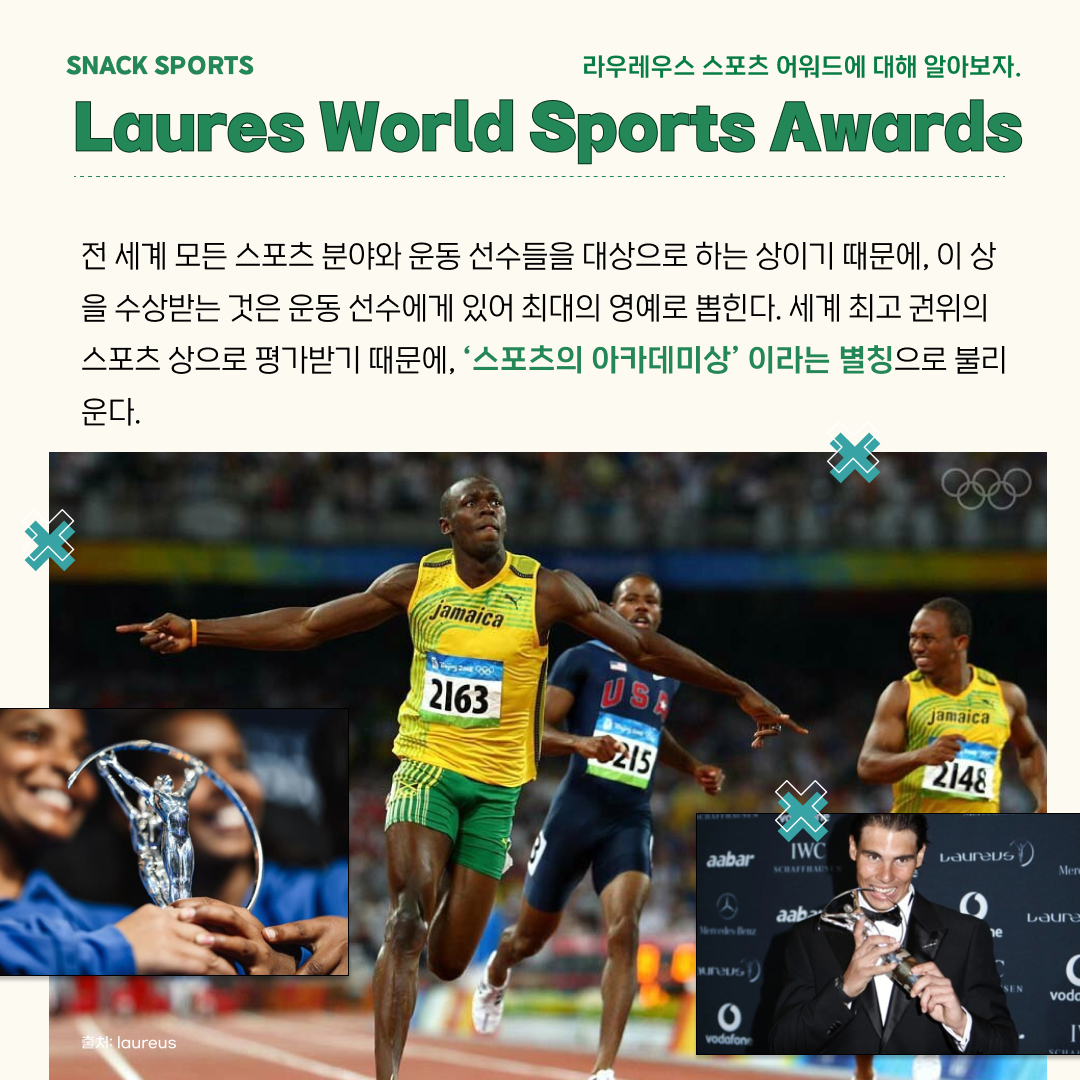 SNACK SPORTS
라우레우스 스포츠 어워드에 대해 알아보자.
Laures World Sports Awards
전 세계 모든 스포츠 분야와 운동 선수들을 대상으로 하는 상이기 때문에, 이 상
을 수상받는 것은 운동 선수에게 있어 최대의 영예로 뽑힌다. 세계 최고 권위의
스포츠 상으로 평가받기 때문에, ‘스포츠의 아카데미상’ 이라는 별칭으로 불리
운다.
jamaica
Beijing 2008
2163
USA
215
jamaica
2148
aabar
IWC
SCHAFFHAUSEN
LAUREUS
Mercedes-Benz
aaba
LAURE
vodafone
출처: laureus